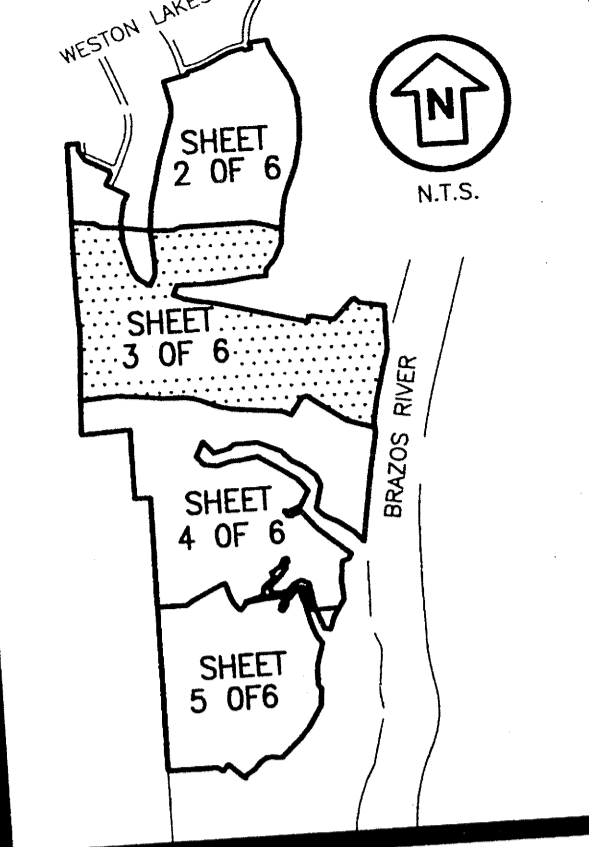 WESTON LAKES
N
N.T.S.
SHEET
2 OF 6
SHEET
3 OF 6
BRAZOS RIVER
SHEET
4 OF 6
SHEET
5 OF6